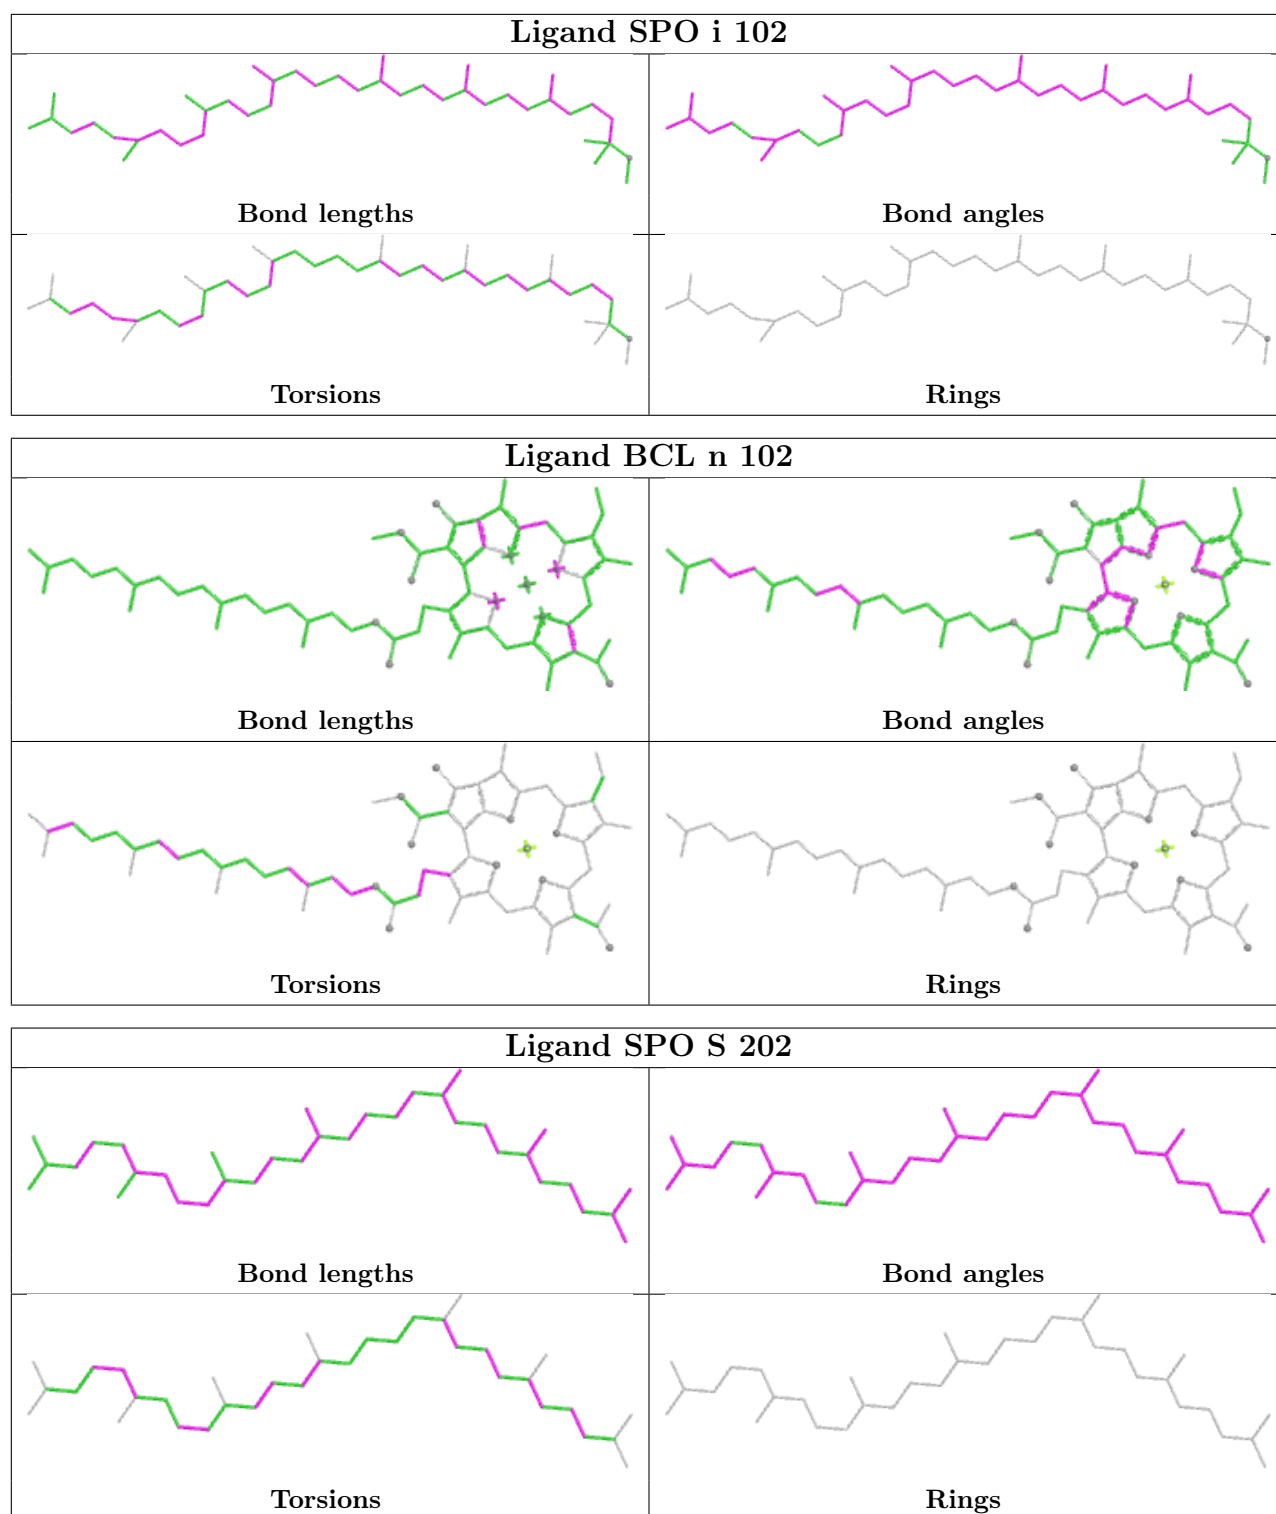 Ligand SPO i 102
Bond lengths
Bond angles
Torsions
Rings
Ligand BCL n 102
Bond lengths
Bond angles
Torsions
Rings
Ligand SPO S 202
Bond lengths
Bond angles
Torsions
Rings